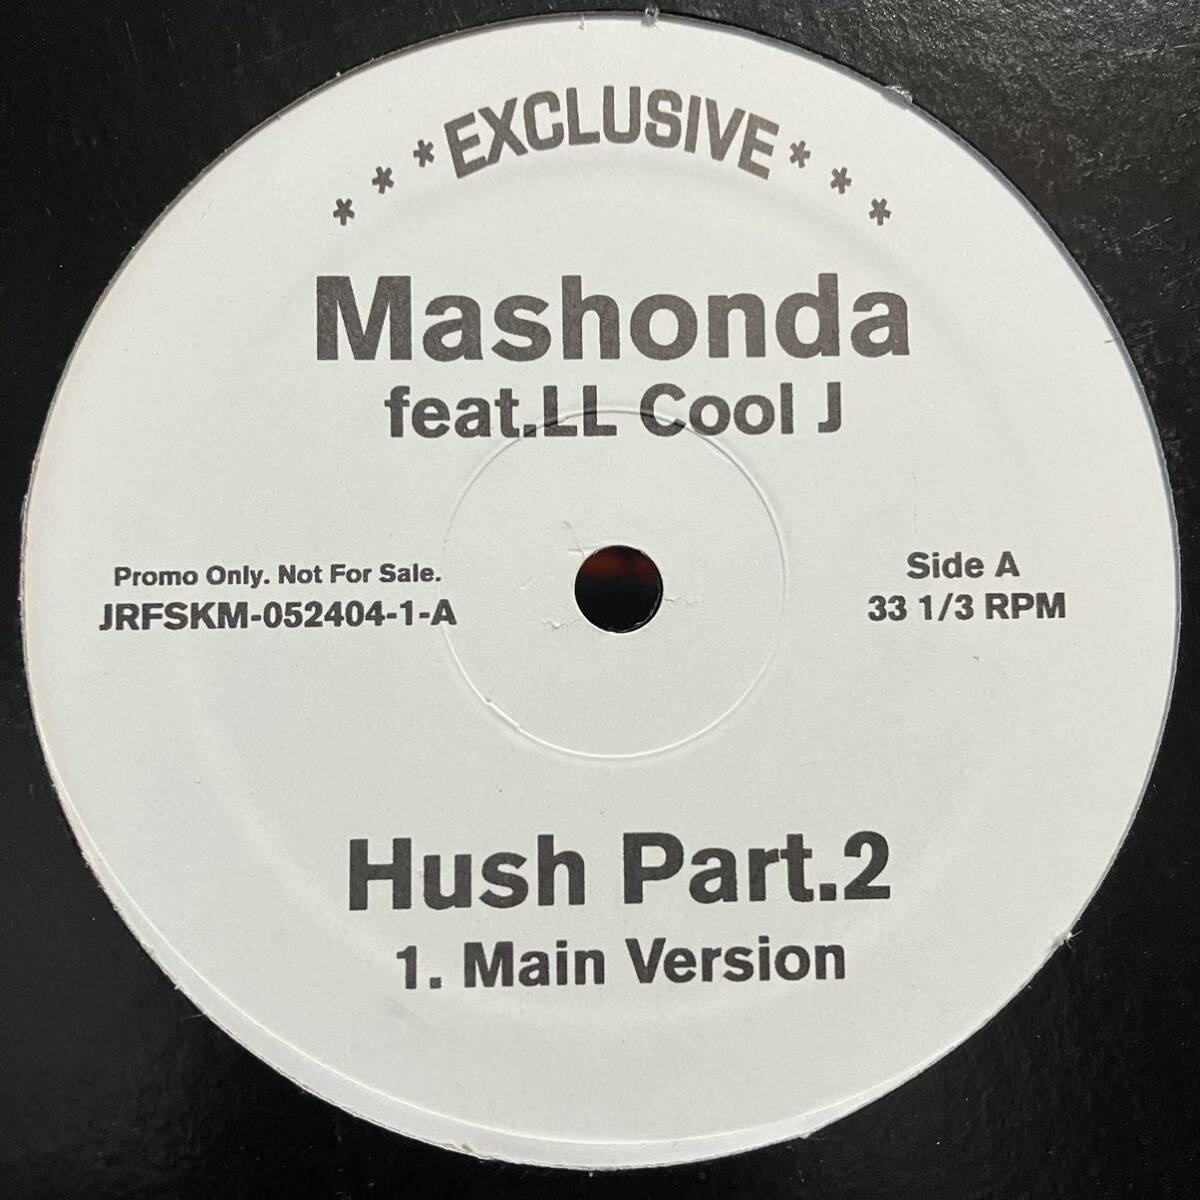 * * * EXCLUSIVE * * *
Mashonda
feat.LL Cool J
Promo Only. Not For Sale.
JRFSKM-052404-1-A
Side A
33 1/3 RPM
Hush Part.2
1. Main Version